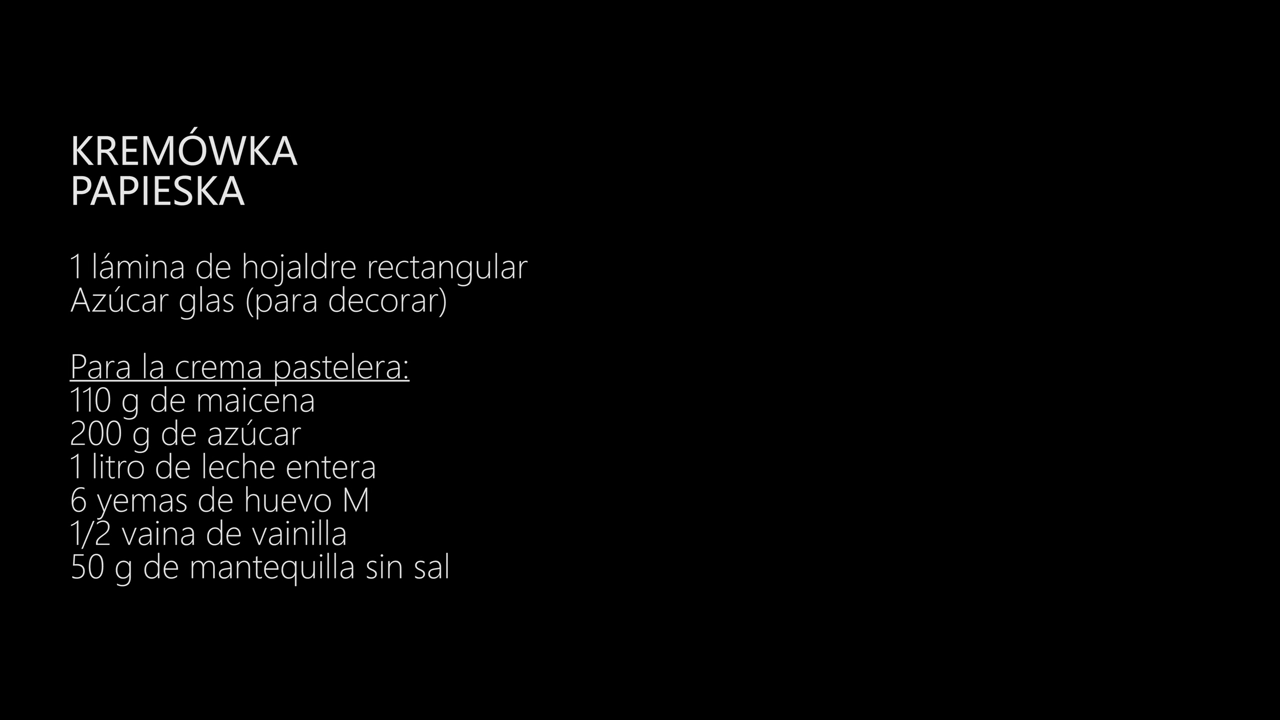 KREMÓWKA
PAPIESKA
1 lámina de hojaldre rectangular
Azúcar glas (para decorar)
Para la crema pastelera:
110 g de maicena
200 g de azúcar
1 litro de leche entera
6 yemas de huevo M
1/2 vaina de vainilla
50 g de mantequilla sin sal